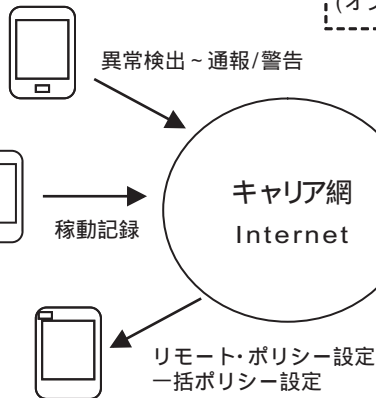 (オ
異常検出~通報/警告
キャリア網
Internet
稼動記録
リモート・ポリシー設定
一括ポリシー設定